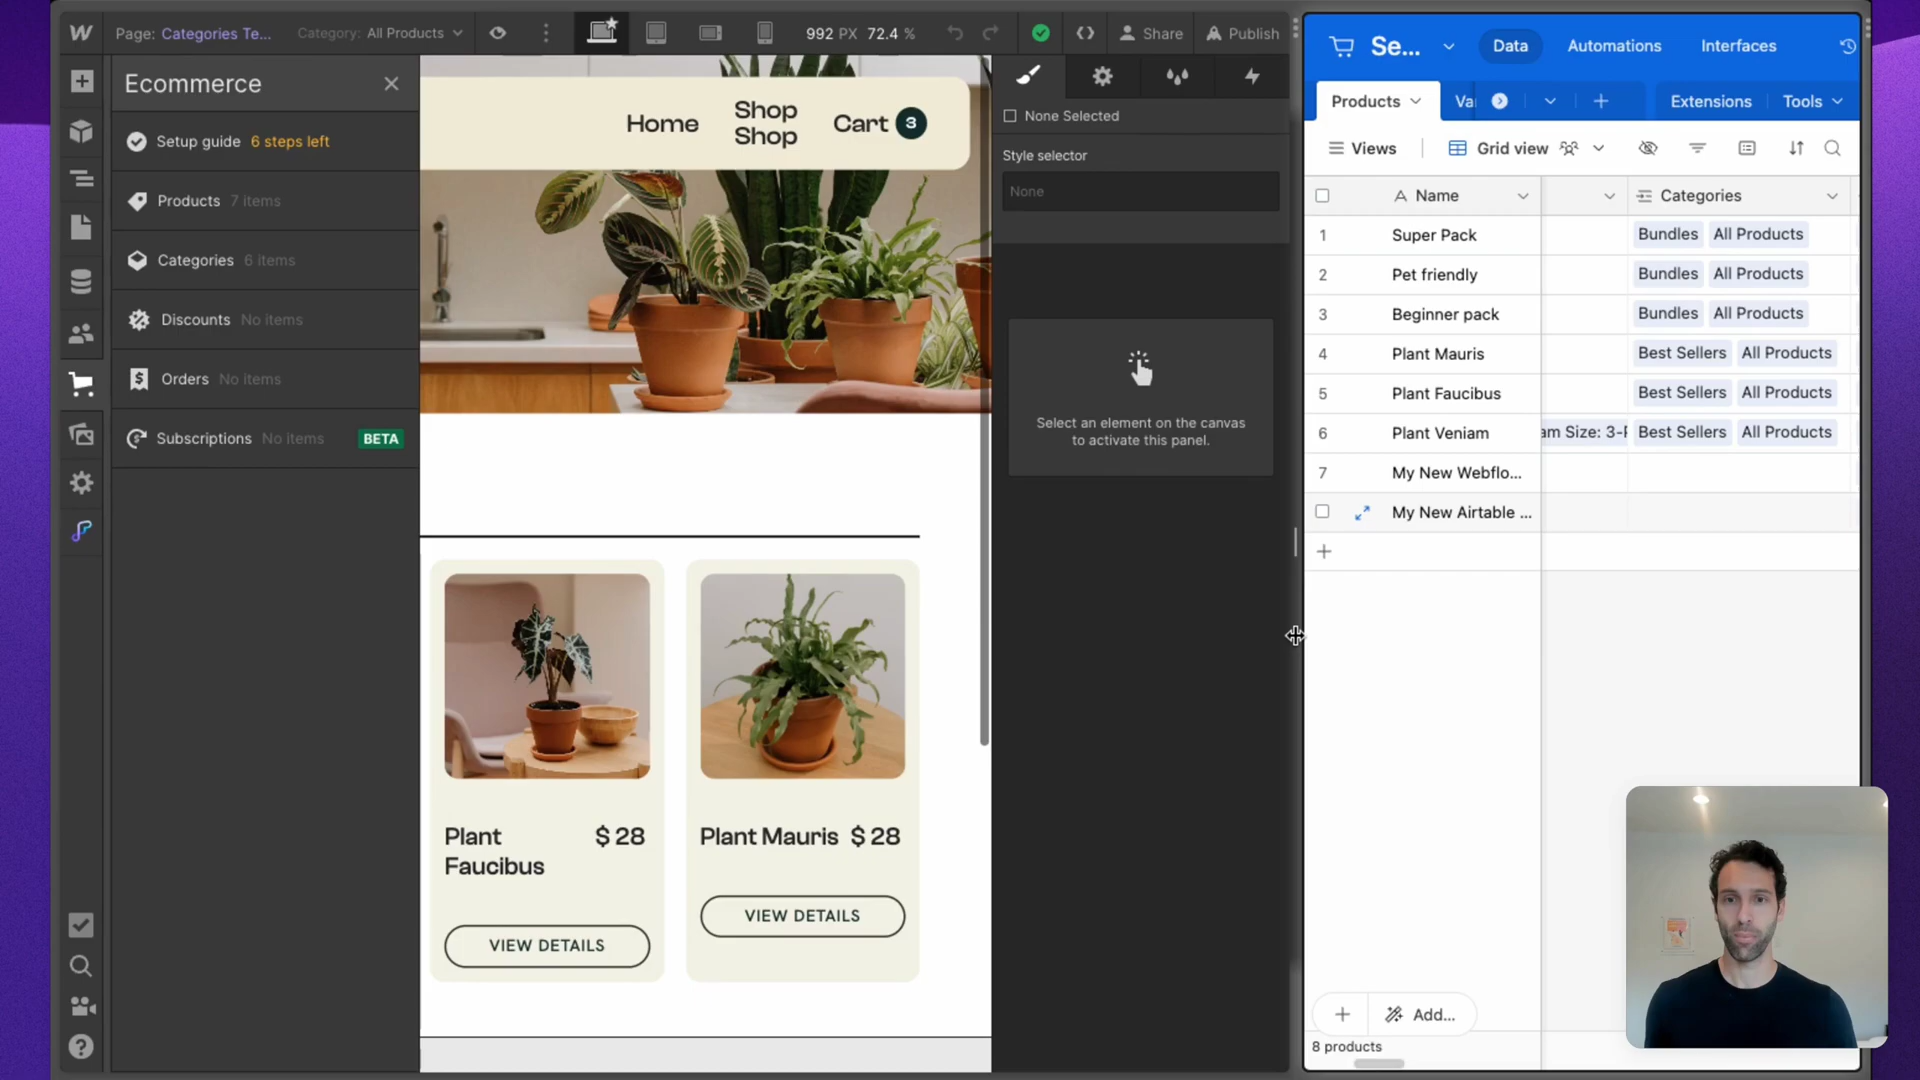 Page: Categories Te...
Category: All Products
992 PX 72.4 %
Share
Publish
Ecommerce
Setup guide 6 steps left
Products 7 items
Categories 6 items
Discounts No items
Orders No items
Subscriptions No items BETA
Home
Shop
Shop
Cart 3
Plant
Faucibus
$ 28
VIEW DETAILS
Plant Mauris $ 28
VIEW DETAILS
None Selected
Style selector
None
Select an element on the canvas
to activate this panel.
Se...
Data
Automations
Interfaces
Products
Va
Extensions
Tools
Views
Grid view
Name
Categories
1 Super Pack Bundles All Products
2 Pet friendly Bundles All Products
3 Beginner pack Bundles All Products
4 Plant Mauris Best Sellers All Products
5 Plant Faucibus Best Sellers All Products
6 Plant Veniam am Size: 3-P Best Sellers All Products
7 My New Webflo...
My New Airtable ...
Add...
8 products